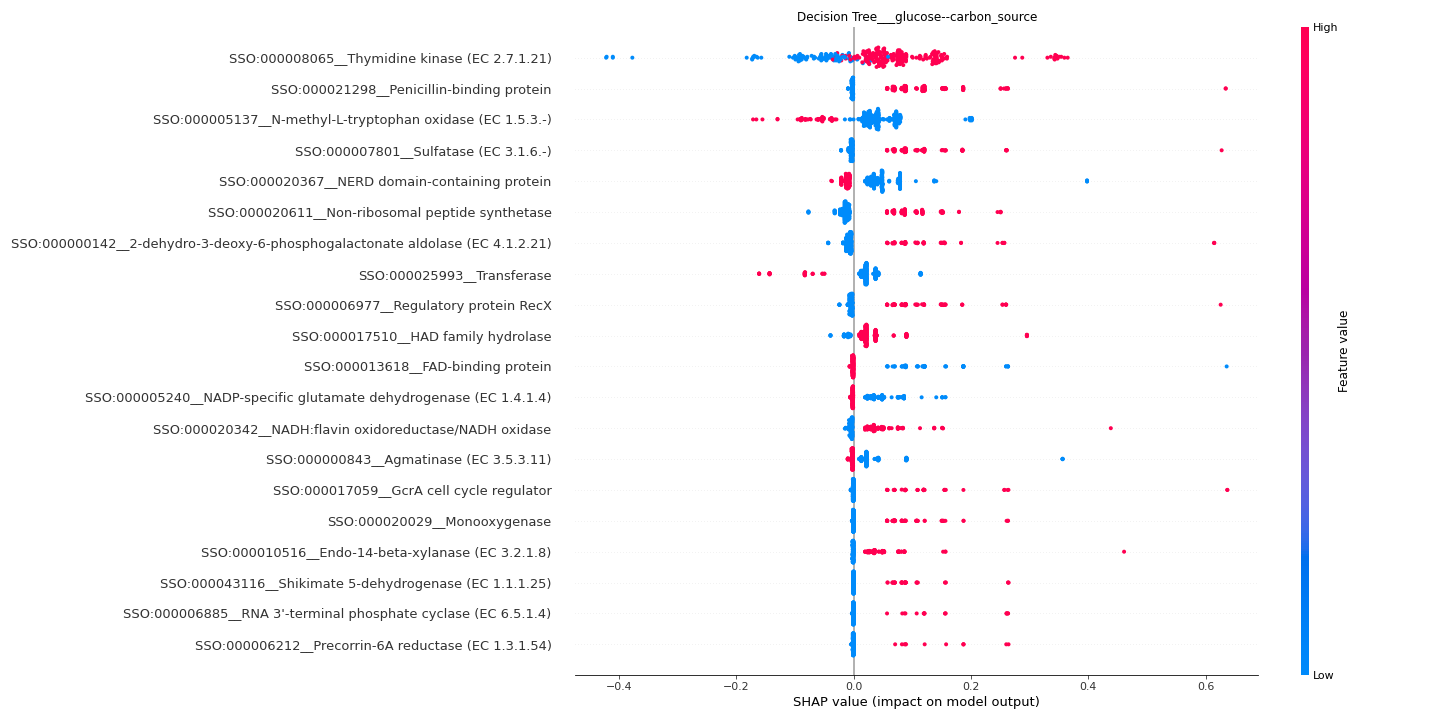 Decision Tree___glucose--carbon_source
High
SSO:000008065__Thymidine kinase (EC 2.7.1.21)
SSO:000021298__Penicillin-binding protein
SSO:000005137__N-methyl-L-tryptophan oxidase (EC 1.5.3.-)
SSO:000007801__Sulfatase (EC 3.1.6.-)
SSO:000020367__NERD domain-containing protein
SSO:000020611__Non-ribosomal peptide synthetase
SSO:000000142__2-dehydro-3-deoxy-6-phosphogalactonate aldolase (EC 4.1.2.21)
SSO:000025993__Transferase
SSO:000006977__Regulatory protein RecX
SSO:000017510__HAD family hydrolase
SSO:000013618__FAD-binding protein
SSO:000005240__NADP-specific glutamate dehydrogenase (EC 1.4.1.4)
SSO:000020342__NADH:flavin oxidoreductase/NADH oxidase
SSO:000000843__Agmatinase (EC 3.5.3.11)
SSO:000017059__GcrA cell cycle regulator
SSO:000020029__Monooxygenase
SSO:000010516__Endo-14-beta-xylanase (EC 3.2.1.8)
SSO:000043116__Shikimate 5-dehydrogenase (EC 1.1.1.25)
SSO:000006885__RNA 3'-terminal phosphate cyclase (EC 6.5.1.4)
SSO:000006212__Precorrin-6A reductase (EC 1.3.1.54)
Feature value
Low
−0.4 −0.2 0.0 0.2 0.4 0.6
SHAP value (impact on model output)